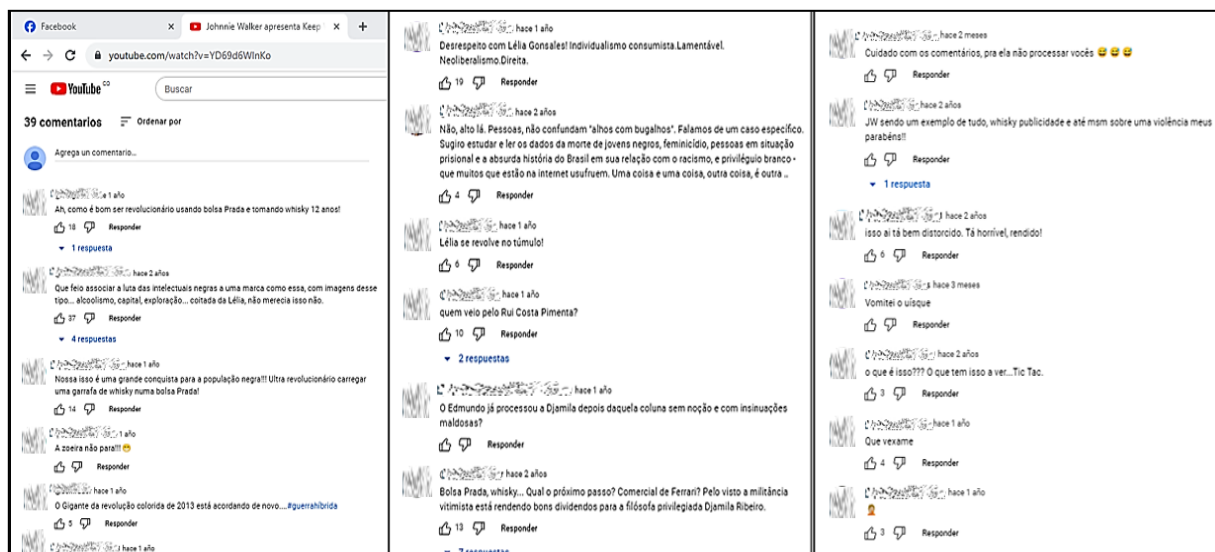 Facebook
Johnnie Walker apresenta Keep
youtube.com/watch?v=YD69d6WlnKo
YouTube CO
Buscar
39 comentarios Ordenar por
Agrega un comentario...
1 año
Ah, como é bom ser revolucionário usando bolsa Prada e tomando whisky 12 anos!
18 Responder
1 respuesta
hace 2 años
Que feio associar a luta das intelectuais negras a uma marca como essa, com imagens desse
tipo... alcoolismo, capital, exploração... coitada da Lélia, não merecia isso não.
37 Responder
4 respuestas
hace 1 año
Nossa isso é uma grande conquista para a população negra!!! Ultra revolucionário carregar
uma garrafa de whisky numa bolsa Prada!
14 Responder
1 año
A zoeira não para!!! 😁
Responder
hace 1 año
O Gigante da revolução colorida de 2013 está acordando de novo....#guerrahibrida
5 Responder
hace 1 año
hace 1 año
Desrespeito com Lélia Gonsales! Individualismo consumista.Lamentável.
Neoliberalismo.Direita.
19 Responder
hace 2 años
Não, alto lá. Pessoas, não confundam "alhos com bugalhos". Falamos de um caso específico.
Sugiro estudar e ler os dados da morte de jovens negros, feminicídio, pessoas em situação
prisional e a absurda história do Brasil em sua relação com o racismo, e priviléguio branco -
que muitos que estão na internet usufruem. Uma coisa e uma coisa, outra coisa, é outra ..
4 Responder
hace 1 año
Lélia se revolve no túmulo!
6 Responder
hace 1 año
quem veio pelo Rui Costa Pimenta?
10 Responder
2 respuestas
hace 1 año
O Edmundo já processou a Djamila depois daquela coluna sem noção e com insinuações
maldosas?
Responder
hace 2 años
Bolsa Prada, whisky... Qual o próximo passo? Comercial de Ferrari? Pelo visto a militância
vitimista está rendendo bons dividendos para a filósofa privilegiada Djamila Ribeiro.
13 Responder
7 respuestas
hace 2 meses
Cuidado com os comentários, pra ela não processar vocês 😅 😅 😅
Responder
hace 2 años
JW sendo um exemplo de tudo, whisky publicidade e até msm sobre uma violência meus
parabéns!!
Responder
1 respuesta
hace 2 años
isso ai tá bem distorcido. Tá horrível, rendido!
6 Responder
hace 3 meses
Vomitei o uísque
Responder
hace 2 años
o que é isso??? O que tem isso a ver...Tic Tac.
3 Responder
hace 1 año
Que vexame
4 Responder
hace 1 año
3 Responder